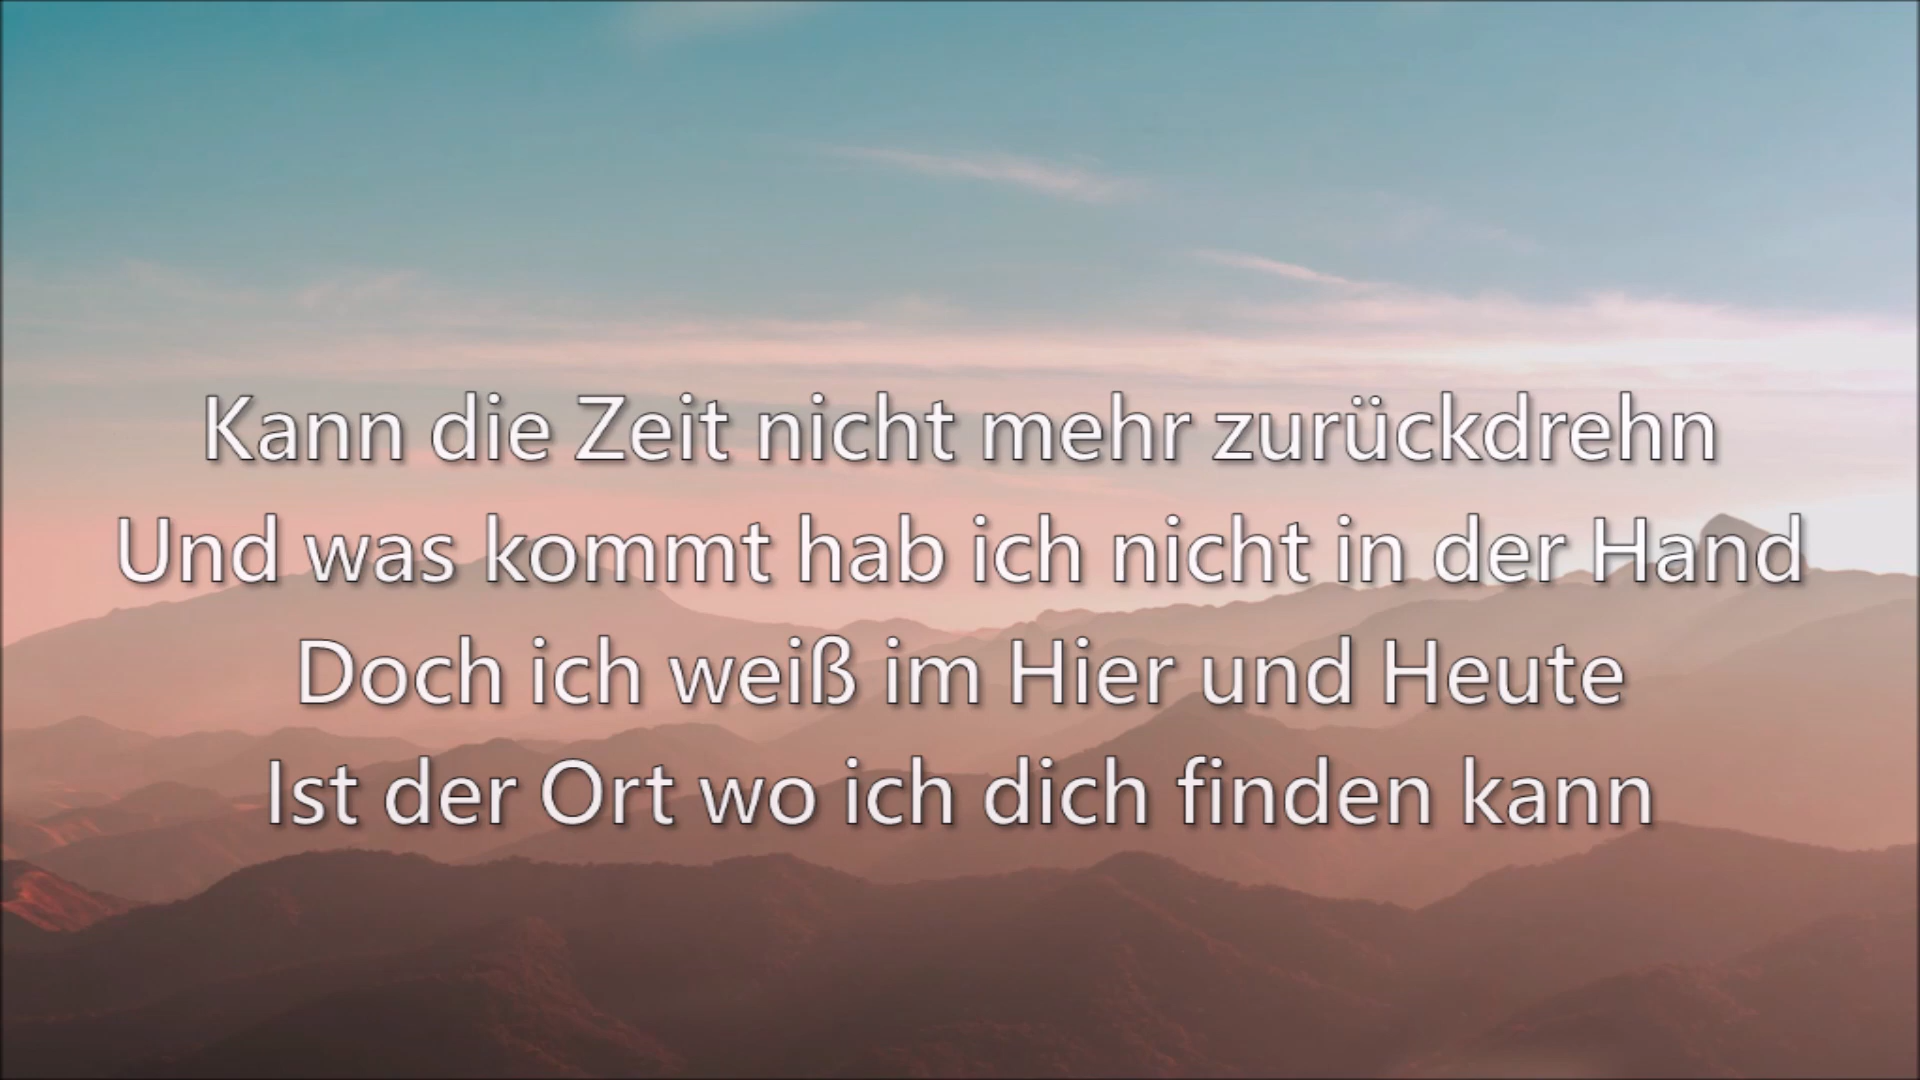 Kann die Zeit nicht mehr zurückdrehn
Und was kommt hab ich nicht in der Hand
Doch ich weiß im Hier und Heute
Ist der Ort wo ich dich finden kann